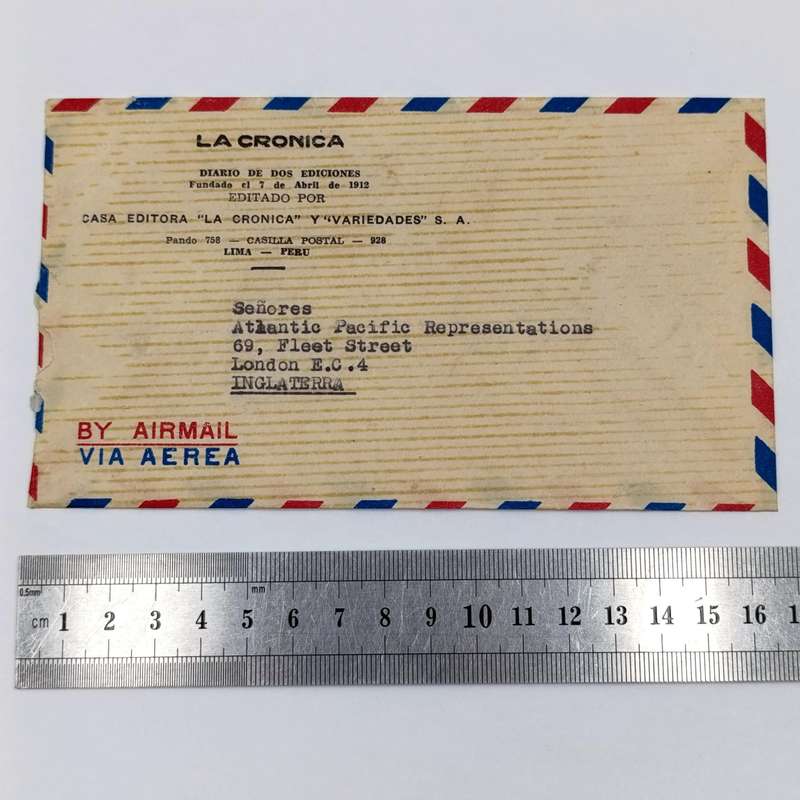 LA CRONICA
DIARIO DE DOS EDICIONES
Fundado el 7 de Abril de 1912
EDITADO POR
CASA EDITORA "LA CRONICA" Y "VARIEDADES" S. A.
Pando 758 — CASILLA POSTAL — 928
LIMA — PERU
Señores
Atlantic Pacific Representations
69, Fleet Street
London E.C.4
INGLATERRA
BY AIRMAIL
VIA AEREA
0.5mm mm
cm 1 2 3 4 5 6 7 8 9 10 11 12 13 14 15 16 1